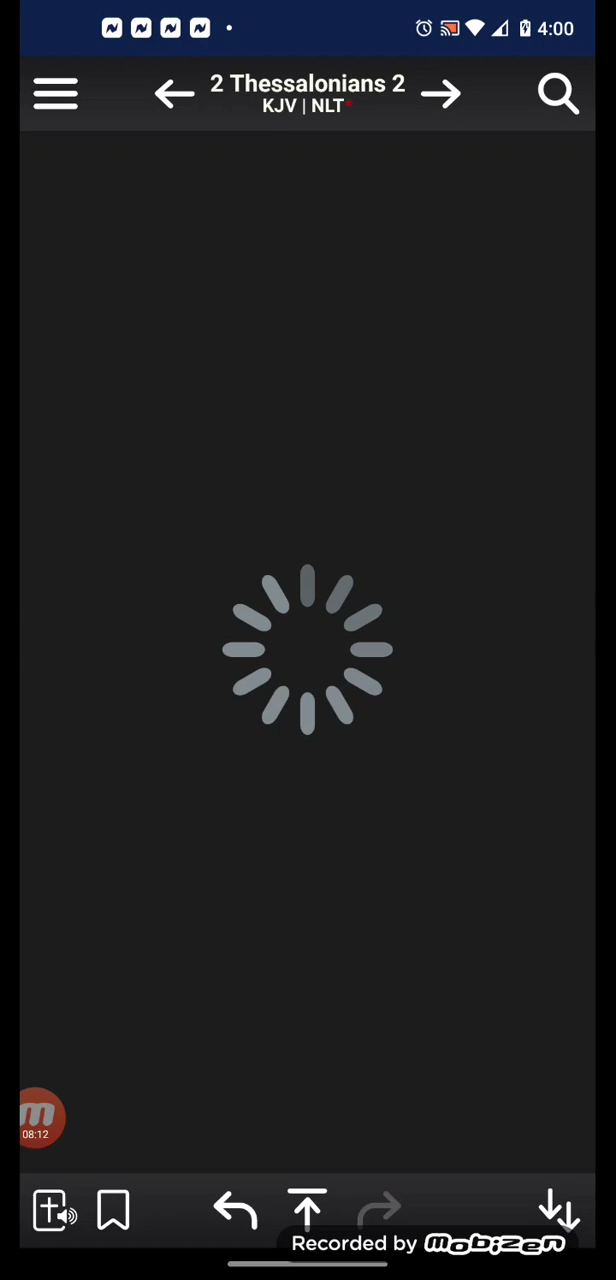 4:00
2 Thessalonians 2
KJV | NLT*
08:12
Recorded by mobizen